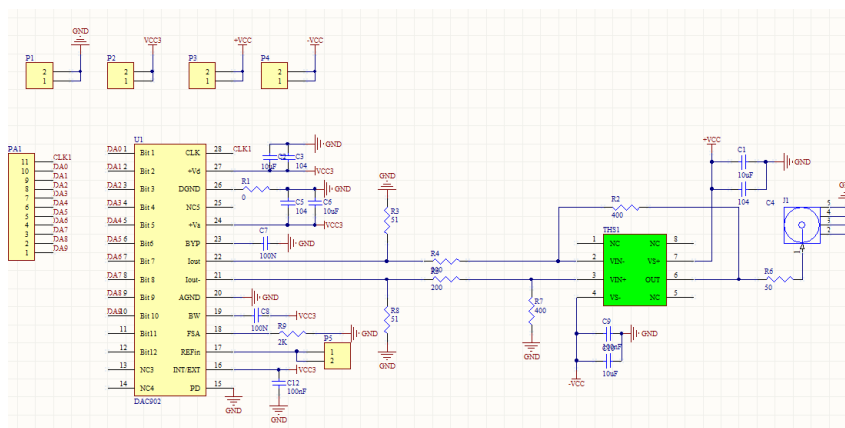 GND
VCC3
+VCC
-VCC
P1
P2
P3
P4
2
1
2
1
2
1
2
1
PA1
11
10
9
8
7
6
5
4
3
2
1
CLK1
DA0
DA1
DA2
DA3
DA4
DA5
DA6
DA7
DA8
DA9
U1
DA0 1 Bit 1 CLK 28 CLK1
DA1 2 Bit 2 +Vd 27 VCC3
DA2 3 Bit 3 DGND 26
DA3 4 Bit 4 NC5 25
DA4 5 Bit 5 +Va 24 VCC3
DA5 6 Bit6 BYP 23
DA6 7 Bit 7 Iout 22
DA7 8 Bit 8 Iout- 21
DA8 9 Bit 9 AGND 20 GND
DA9 10 Bit 10 BW 19 VCC3
11 Bit11 FSA 18
12 Bit12 REFin 17
13 NC3 INT/EXT 16 VCC3
14 NC4 PD 15
DAC902
GND
C2
10uF
C3
104
GND
R1
0
C5
104
C6
10uF
GND
C7
100N
GND
C8
100N
R9
2K
GND
P5
1
2
C12
100nF
GND
GND
R3
51
R4
R8
51
GND
200
R2
400
R7
400
GND
THS1
1 NC NC 8
2 VIN- VS+ 7
3 VIN+ OUT 6
4 VS- NC 5
+VCC
C1
10uF
GND
104
C4
C9
GND
10uF
-VCC
R6
50
J1
5
4
3
2
1